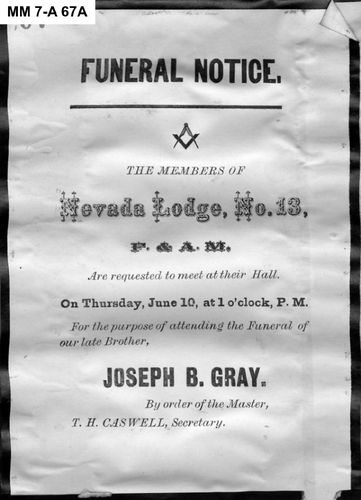 MM 7-A 67A
FUNERAL NOTICE.
THE MEMBERS OF
Nevada Lodge, No. 13,
F. & A. M.
Are requested to meet at their Hall.
On Thursday, June 10, at 1 o'clock, P. M.
For the purpose of attending the Funeral of
our late Brother,
JOSEPH B. GRAY.
By order of the Master,
T. H. CASWELL, Secretary.